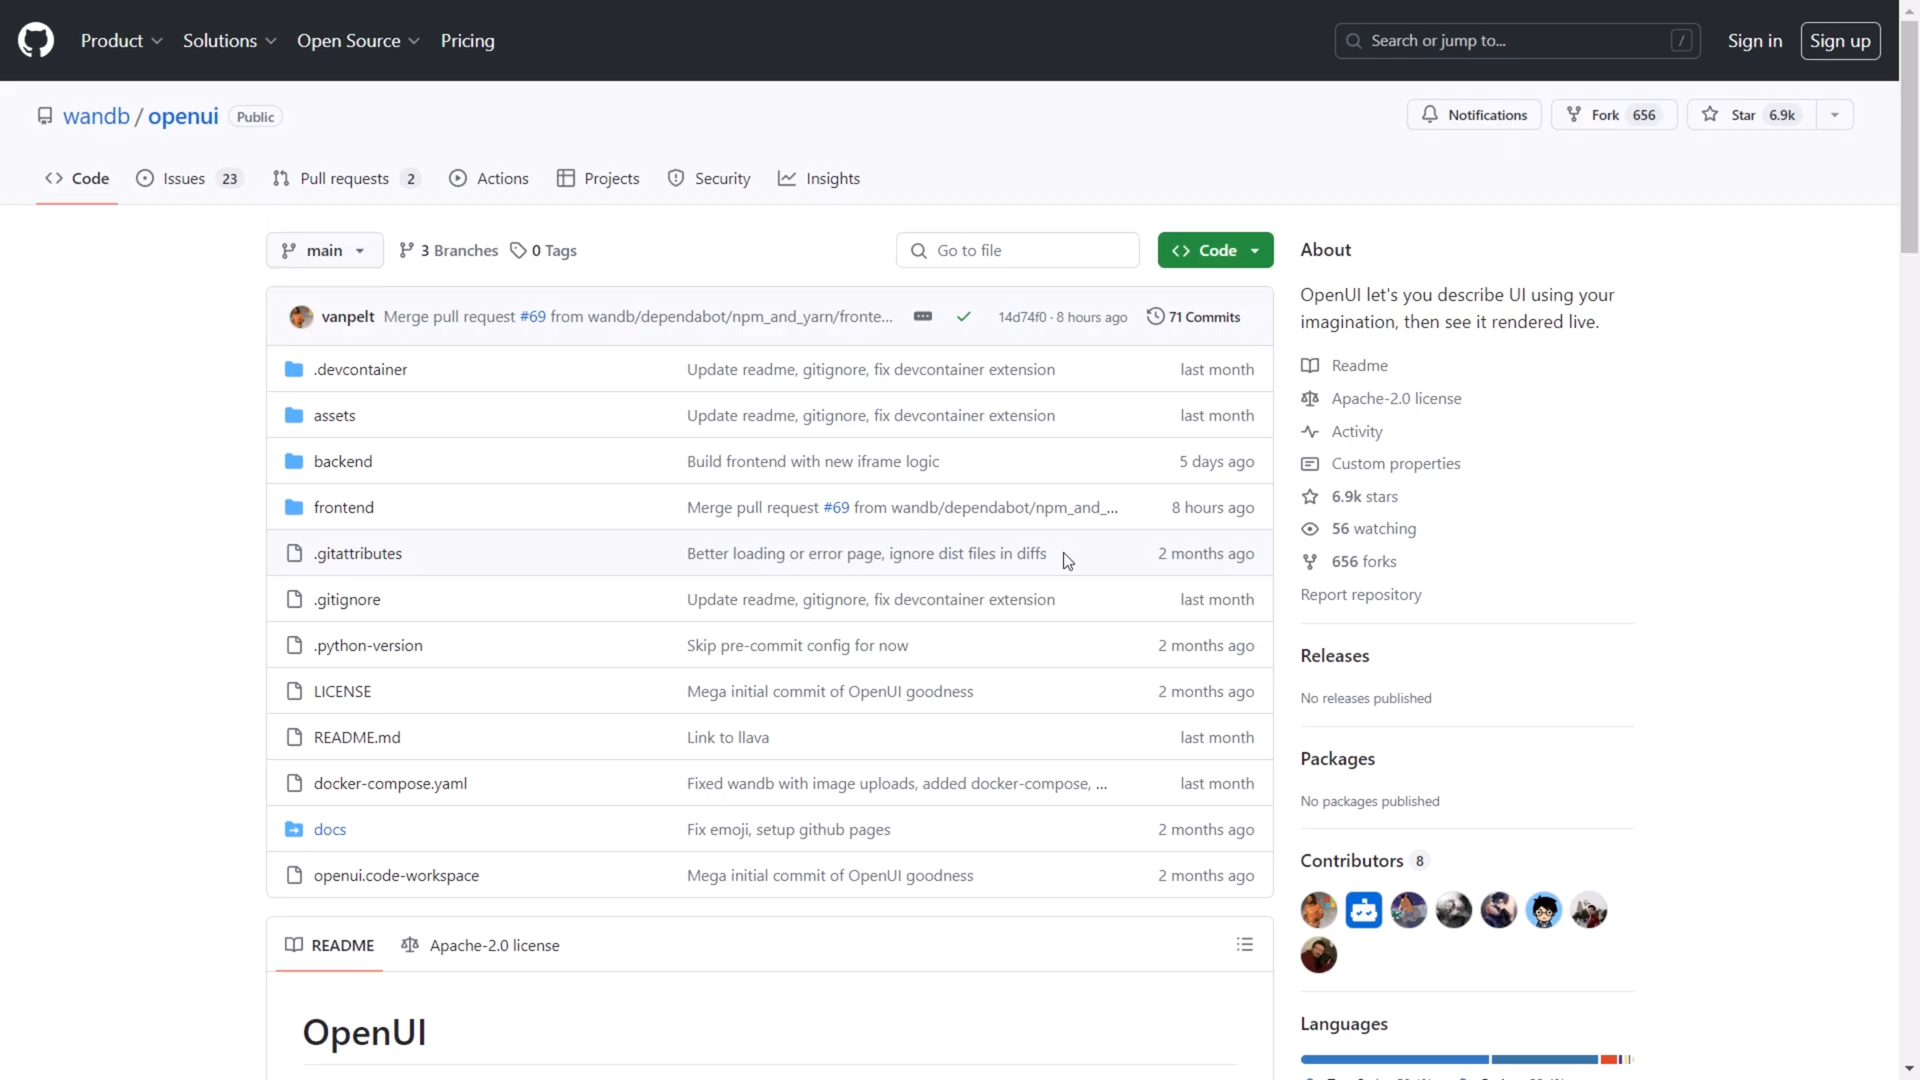 Product Solutions Open Source Pricing Search or jump to... / Sign in Sign up
wandb / openui Public Notifications Fork 656 Star 6.9k
Code Issues 23 Pull requests 2 Actions Projects Security Insights
main 3 Branches 0 Tags Go to file Code
vanpelt Merge pull request #69 from wandb/dependabot/npm_and_yarn/fronte... 14d74f0 · 8 hours ago 71 Commits
.devcontainer Update readme, gitignore, fix devcontainer extension last month
assets Update readme, gitignore, fix devcontainer extension last month
backend Build frontend with new iframe logic 5 days ago
frontend Merge pull request #69 from wandb/dependabot/npm_and_... 8 hours ago
.gitattributes Better loading or error page, ignore dist files in diffs 2 months ago
.gitignore Update readme, gitignore, fix devcontainer extension last month
.python-version Skip pre-commit config for now 2 months ago
LICENSE Mega initial commit of OpenUI goodness 2 months ago
README.md Link to llava last month
docker-compose.yaml Fixed wandb with image uploads, added docker-compose, ... last month
docs Fix emoji, setup github pages 2 months ago
openui.code-workspace Mega initial commit of OpenUI goodness 2 months ago
README Apache-2.0 license
OpenUI
About
OpenUI let's you describe UI using your
imagination, then see it rendered live.
Readme
Apache-2.0 license
Activity
Custom properties
6.9k stars
56 watching
656 forks
Report repository
Releases
No releases published
Packages
No packages published
Contributors 8
Languages